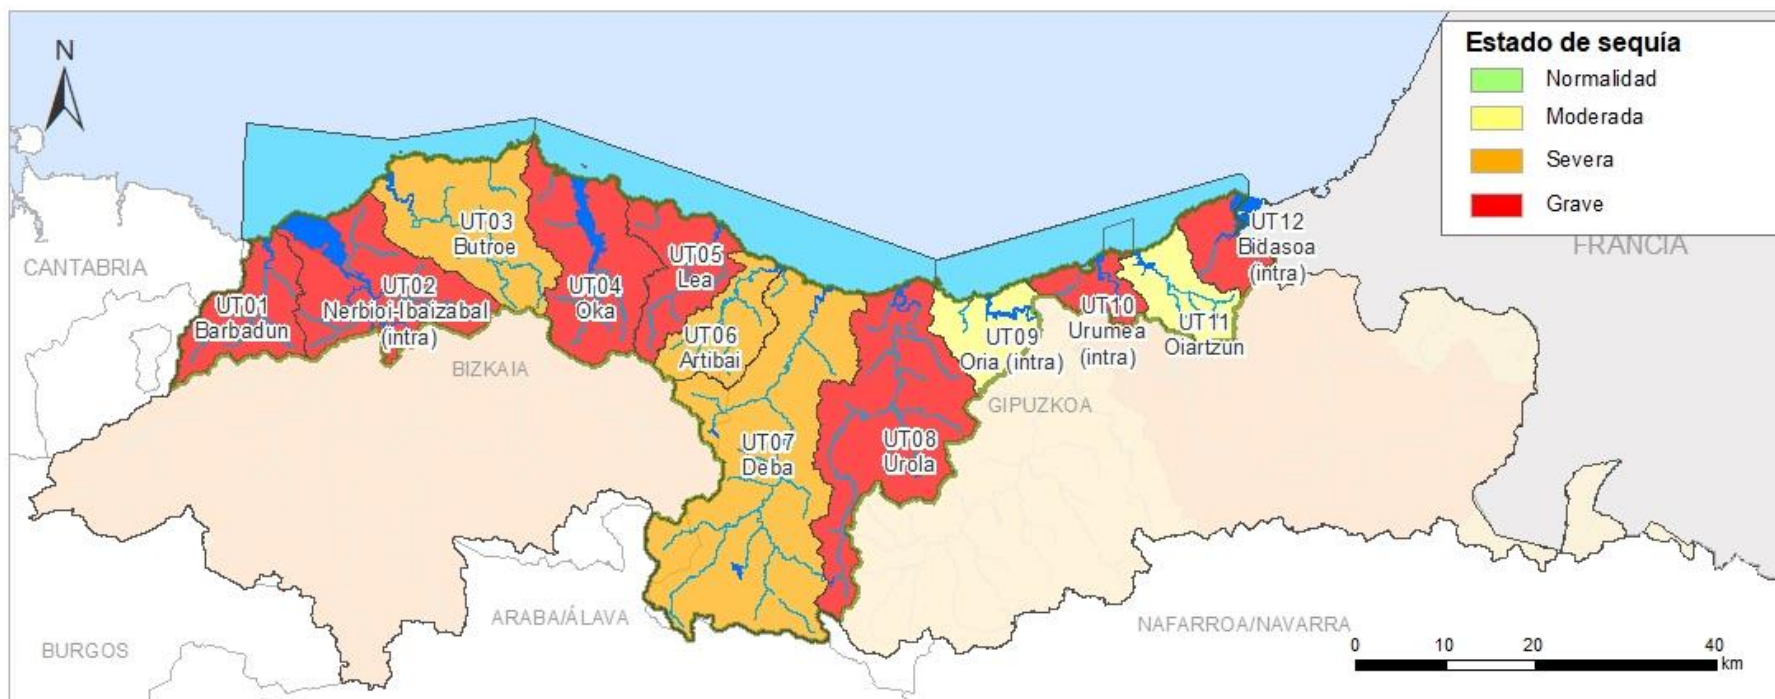 N
Estado de sequía
Normalidad
Moderada
Severa
Grave
CANTABRIA
FRANCIA
UT01
Barbadun
UT02
Nerbioi-Ibaizabal
(intra)
UT03
Butroe
UT04
Oka
UT05
Lea
UT06
Artibai
UT07
Deba
UT08
Urola
UT09
Oria (intra)
UT10
Urumea
(intra)
UT11
Oiartzun
UT12
Bidasoa
(intra)
BIZKAIA
GIPUZKOA
ARABA/ÁLAVA
NAFARROA/NAVARRA
BURGOS
0 10 20 40
km